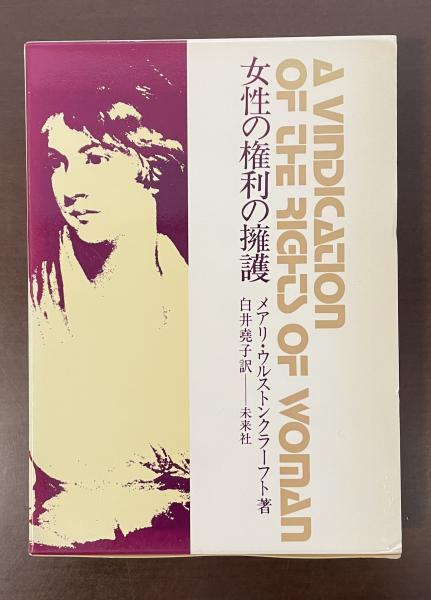 A VINDICATION
OF THE RIGHTS OF WOMAN
女性の権利の擁護
メアリ・ウルストンクラーフト著
白井堯子訳──未来社